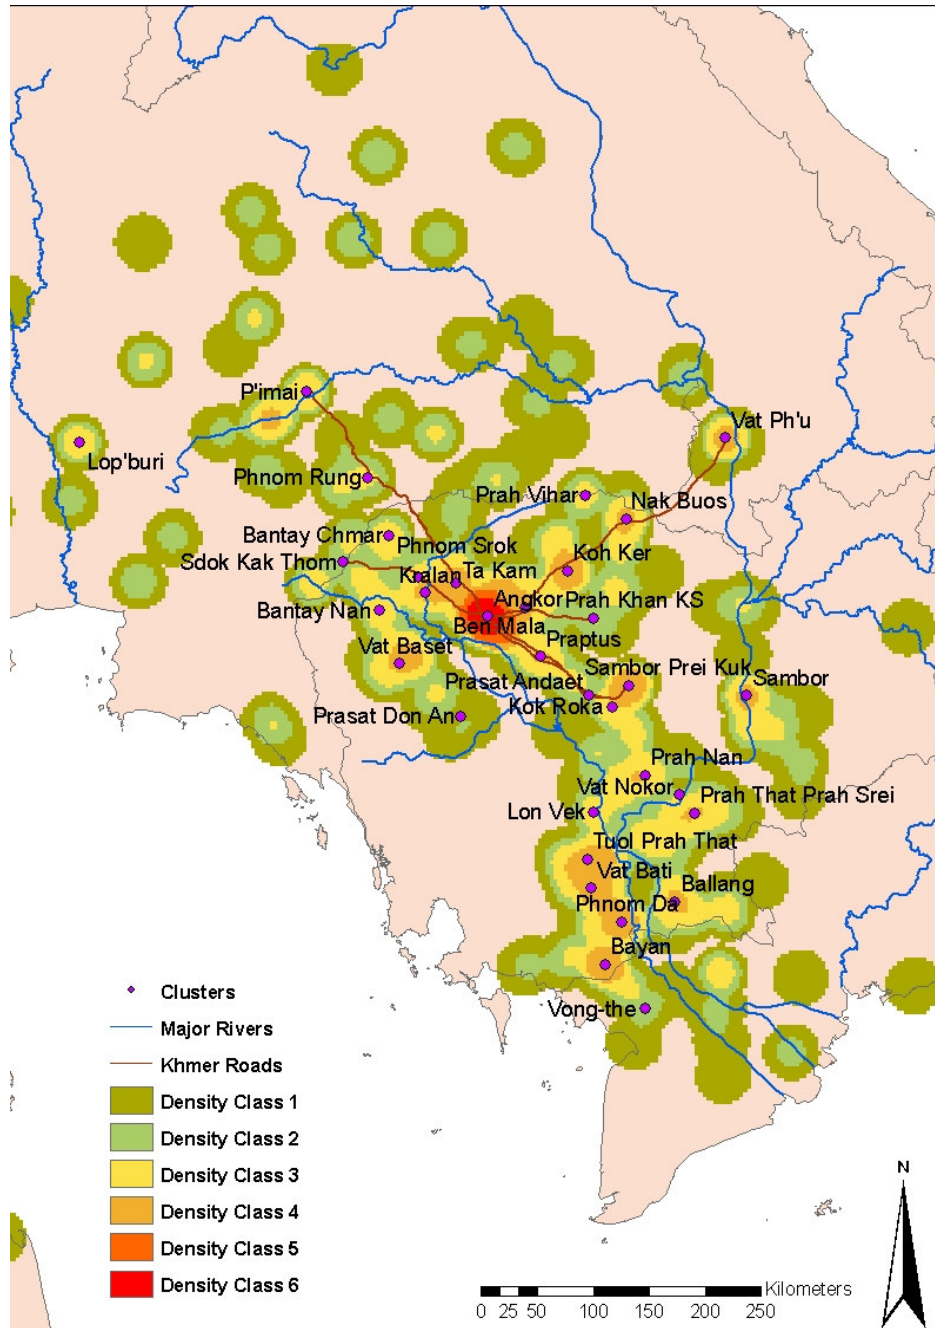 P'imai
Vat Ph'u
Lop'buri
Phnom Rung
Prah Vihar
Nak Buos
Bantay Chmar
Phnom Srok
Koh Ker
Sdok Kak Thom
Kralan
Ta Kam
Angkor
Prah Khan KS
Bantay Nan
Ben Mala
Praptus
Vat Baset
Sambor Prei Kuk
Sambor
Prasat Andaet
Kok Roka
Prasat Don An
Prah Nan
Vat Nokor
Prah That Prah Srei
Lon Vek
Tuol Prah That
Vat Bati
Ballang
Phnom Da
Bayan
Vong-the
Clusters
Major Rivers
Khmer Roads
Density Class 1
Density Class 2
Density Class 3
Density Class 4
Density Class 5
Density Class 6
N
Kilometers
0 25 50 100 150 200 250